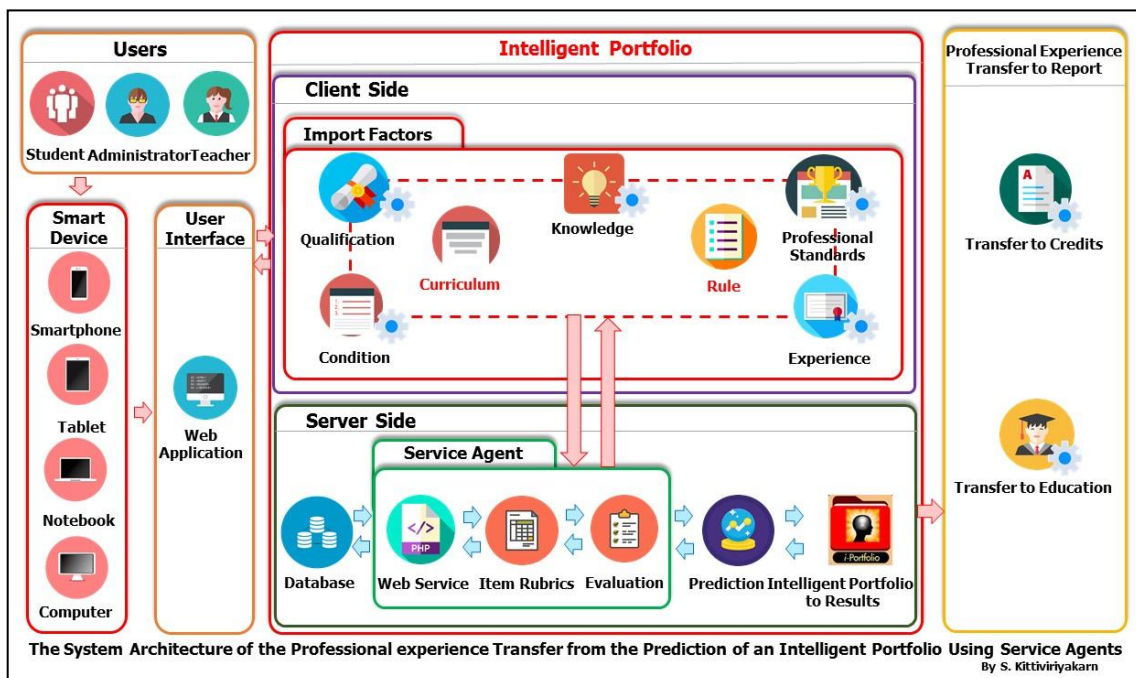 Users
Student Administrator Teacher
Smart
Device
Smartphone
Tablet
Notebook
Computer
User
Interface
Web
Application
Intelligent Portfolio
Client Side
Import Factors
Qualification
Knowledge
Professional
Standards
Curriculum
Rule
Condition
Experience
Server Side
Service Agent
Database
PHP
Web Service
Item Rubrics
Evaluation
Prediction
i-Portfolio
Intelligent Portfolio
to Results
Professional Experience
Transfer to Report
A
Transfer to Credits
Transfer to Education
The System Architecture of the Professional experience Transfer from the Prediction of an Intelligent Portfolio Using Service Agents
By S. Kittiviriyakarn